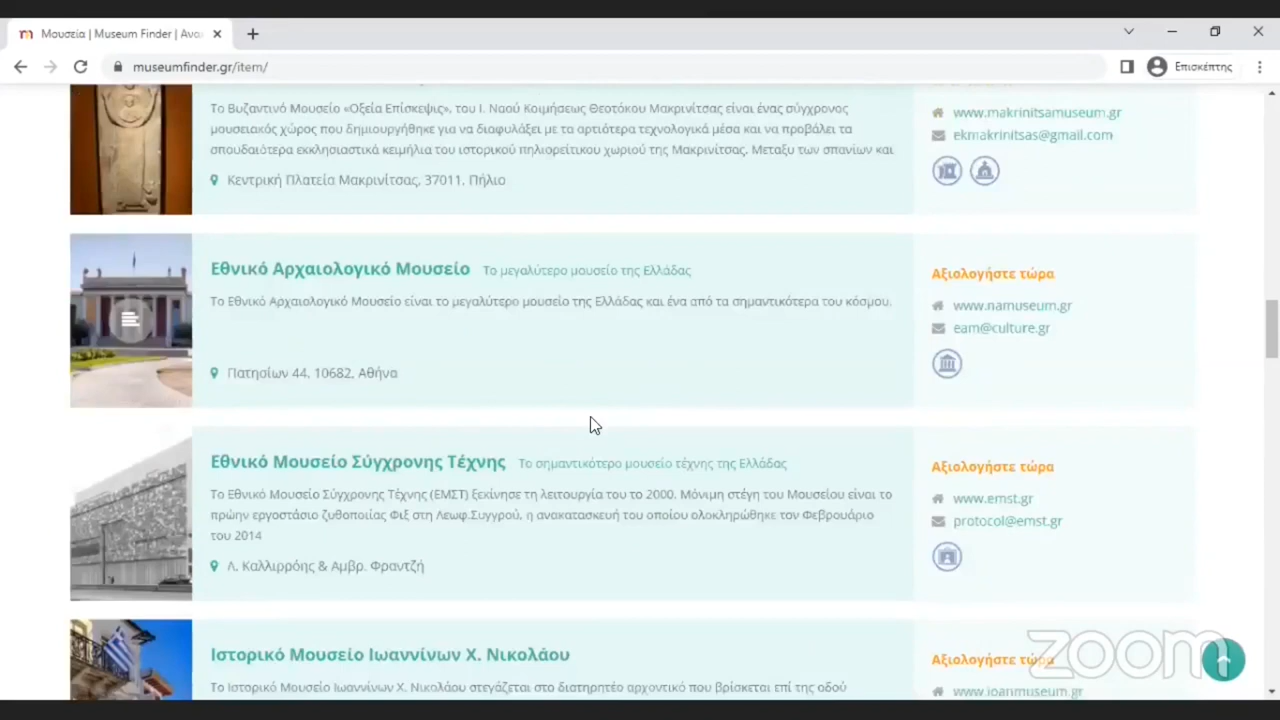 m Μουσεία | Museum Finder | Ανα
museumfinder.gr/item/
Επισκέπτης
Το Βυζαντινό Μουσείο «Οξεία Επίσκεψις», του Ι. Ναού Κοιμήσεως Θεοτόκου Μακρινίτσας είναι ένας σύγχρονος
μουσειακός χώρος που δημιουργήθηκε για να διαφυλάξει με τα αρτιότερα τεχνολογικά μέσα και να προβάλει τα
σπουδαιότερα εκκλησιαστικά κειμήλια του ιστορικού πηλιορείτικου χωριού της Μακρινίτσας. Μεταξυ των σπανίων και
Κεντρική Πλατεία Μακρινίτσας, 37011, Πήλιο
www.makrinitsamuseum.gr
ekmakrinitsas@gmail.com
Εθνικό Αρχαιολογικό Μουσείο Το μεγαλύτερο μουσείο της Ελλάδας
Το Εθνικό Αρχαιολογικό Μουσείο είναι το μεγαλύτερο μουσείο της Ελλάδας και ένα από τα σημαντικότερα του κόσμου.
Πατησίων 44, 10682, Αθήνα
Αξιολογήστε τώρα
www.namuseum.gr
eam@culture.gr
Εθνικό Μουσείο Σύγχρονης Τέχνης Το σημαντικότερο μουσείο τέχνης της Ελλάδας
Το Εθνικό Μουσείο Σύγχρονης Τέχνης (ΕΜΣΤ) ξεκίνησε τη λειτουργία του το 2000. Μόνιμη στέγη του Μουσείου είναι το
πρώην εργοστάσιο ζυθοποιίας Φιξ στη Λεωφ.Συγγρού, η ανακατασκευή του οποίου ολοκληρώθηκε τον Φεβρουάριο
του 2014
Λ. Καλλιρρόης & Αμβρ. Φραντζή
Αξιολογήστε τώρα
www.emst.gr
protocol@emst.gr
Ιστορικό Μουσείο Ιωαννίνων Χ. Νικολάου
Το Ιστορικό Μουσείο Ιωαννίνων Χ. Νικολάου στεγάζεται στο διατηρητέο αρχοντικό που βρίσκεται επί της οδού
Αξιολογήστε τώρα
www.ioanmuseum.gr
zoom